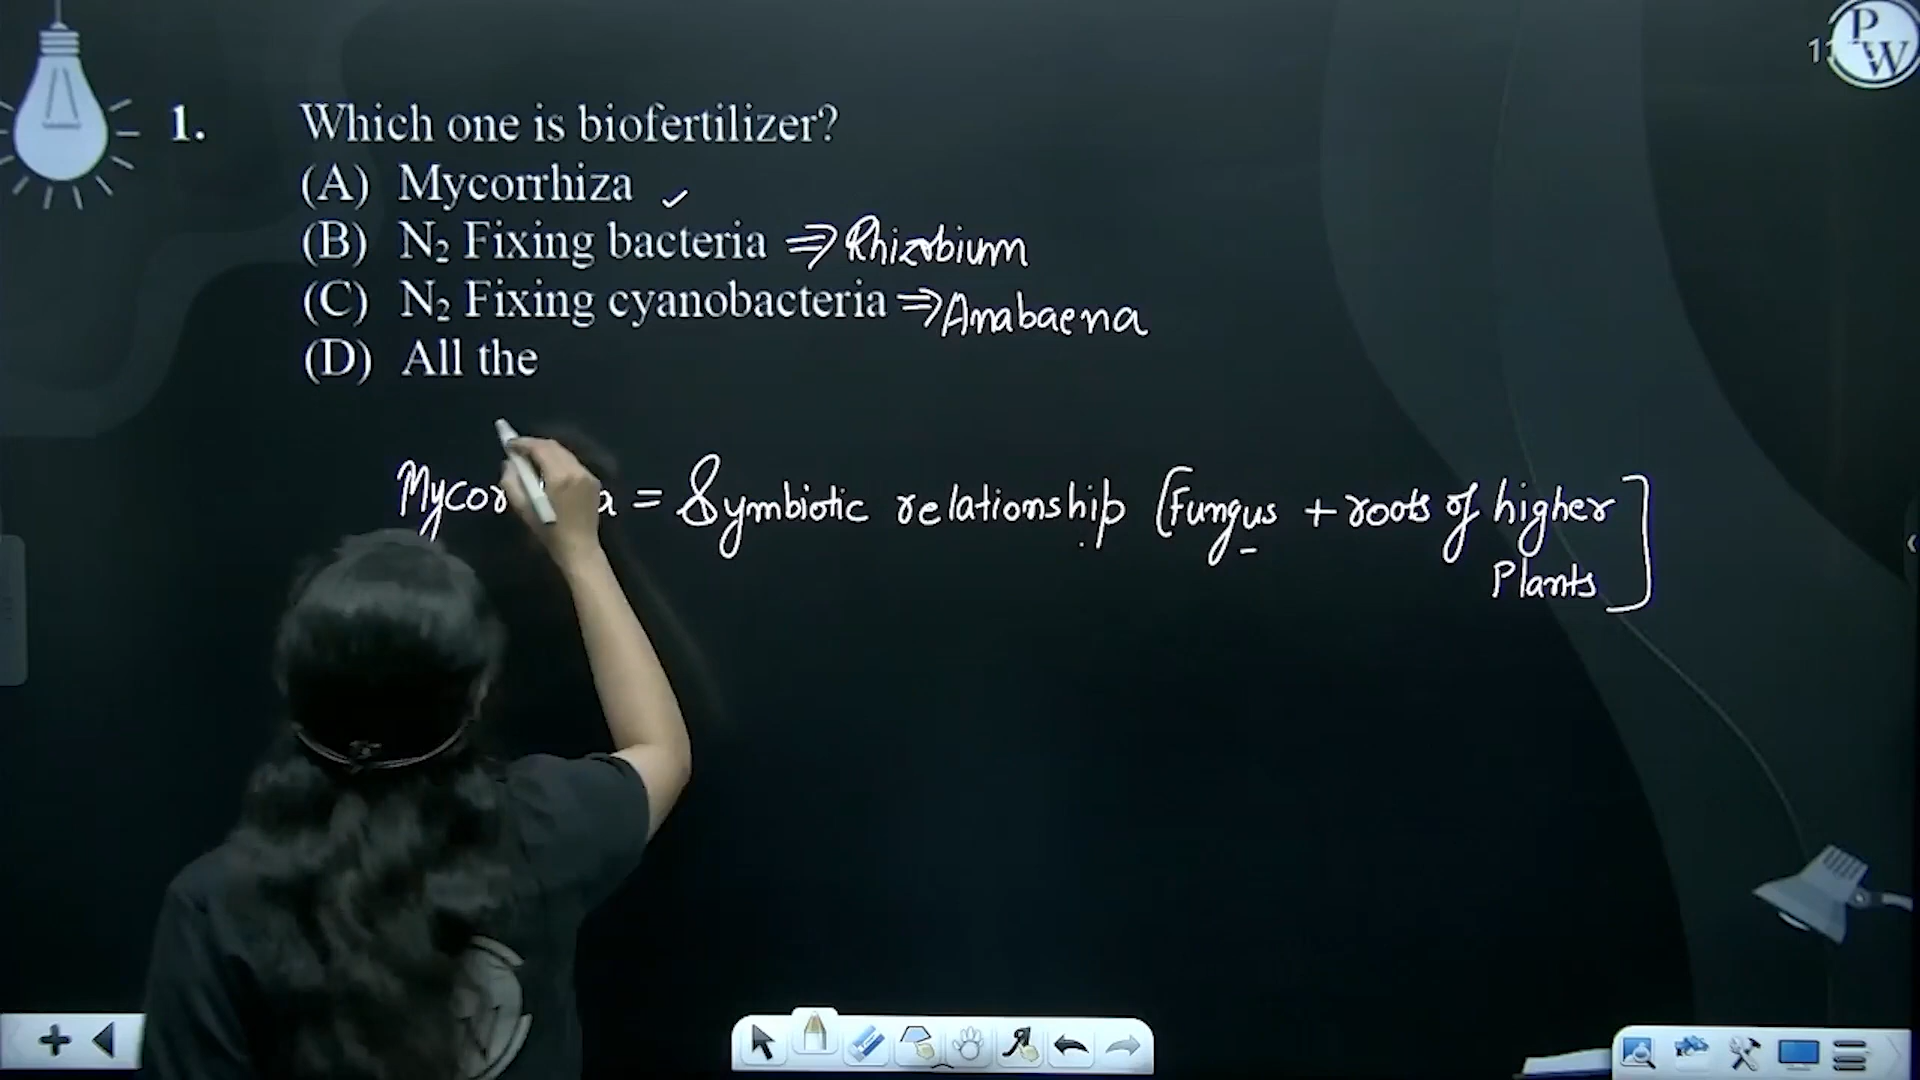 PW
1. Which one is biofertilizer?
(A) Mycorrhiza
(B) N₂ Fixing bacteria ⇒ Rhizobium
(C) N₂ Fixing cyanobacteria ⇒ Anabaena
(D) All the
= Symbiotic relationship [Fungus + roots of higher
Plants]